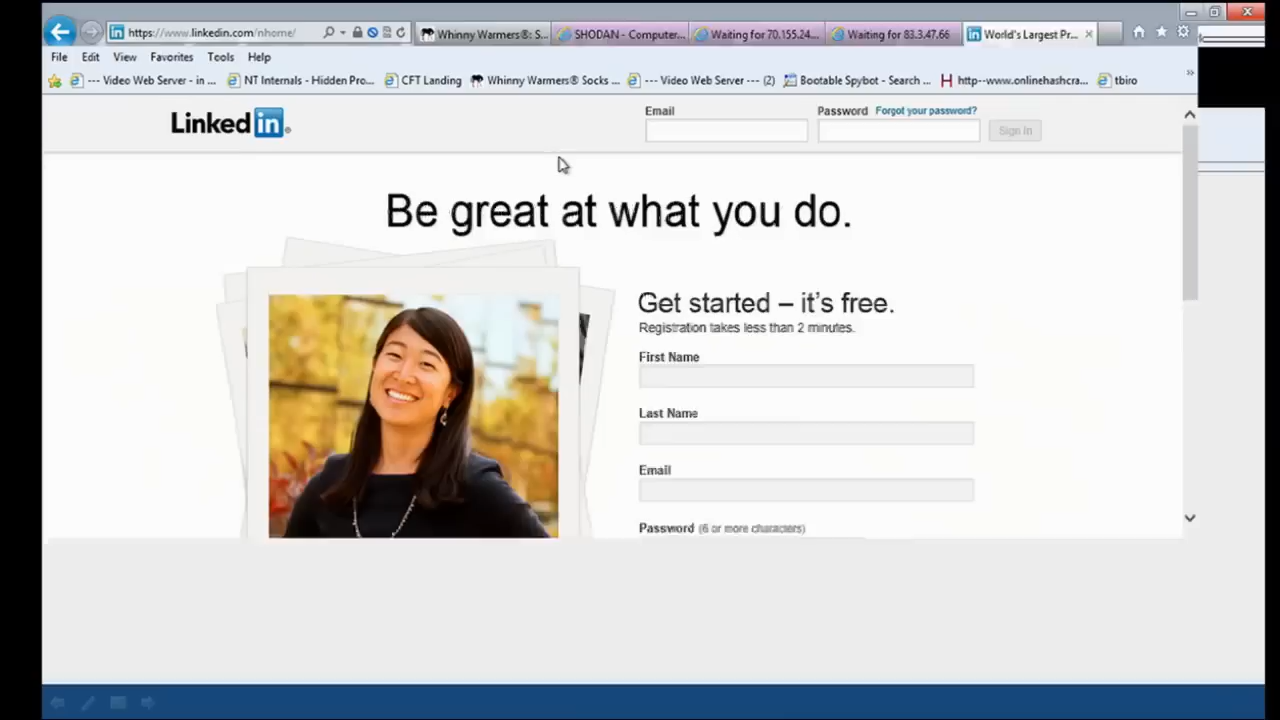 https://www.linkedin.com/nhome/
Whinny Warmers®: S...
SHODAN - Computer...
Waiting for 70.155.24...
Waiting for 83.3.47.66
World's Largest Pr...
File Edit View Favorites Tools Help
--- Video Web Server - in ...
NT Internals - Hidden Pro...
CFT Landing
Whinny Warmers® Socks ...
--- Video Web Server --- (2)
Bootable Spybot - Search ...
http--www.onlinehashcra...
tbiro
Linked in
Email
Password Forgot your password?
Sign In
Be great at what you do.
Get started – it's free.
Registration takes less than 2 minutes.
First Name
Last Name
Email
Password (6 or more characters)